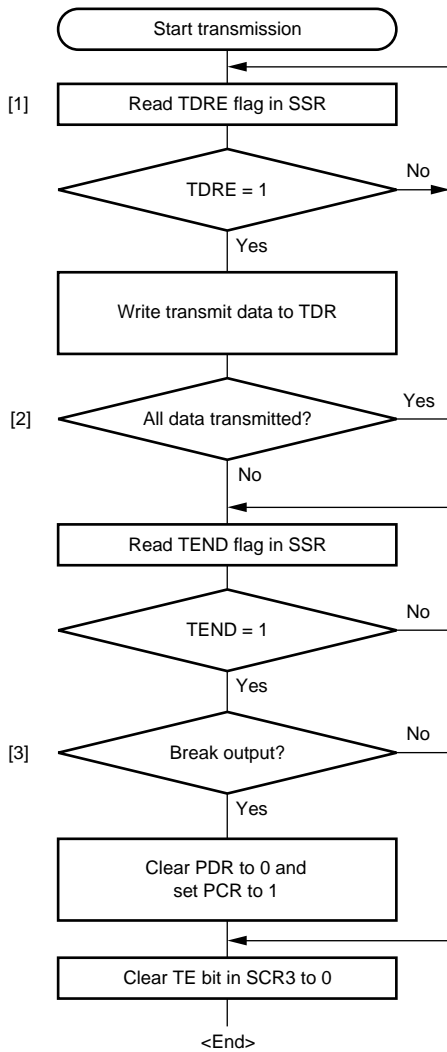 Start transmission
[1]
Read TDRE flag in SSR
TDRE = 1
No
Yes
Write transmit data to TDR
[2]
All data transmitted?
Yes
No
Read TEND flag in SSR
TEND = 1
No
Yes
[3]
Break output?
No
Yes
Clear PDR to 0 and
set PCR to 1
Clear TE bit in SCR3 to 0
<End>